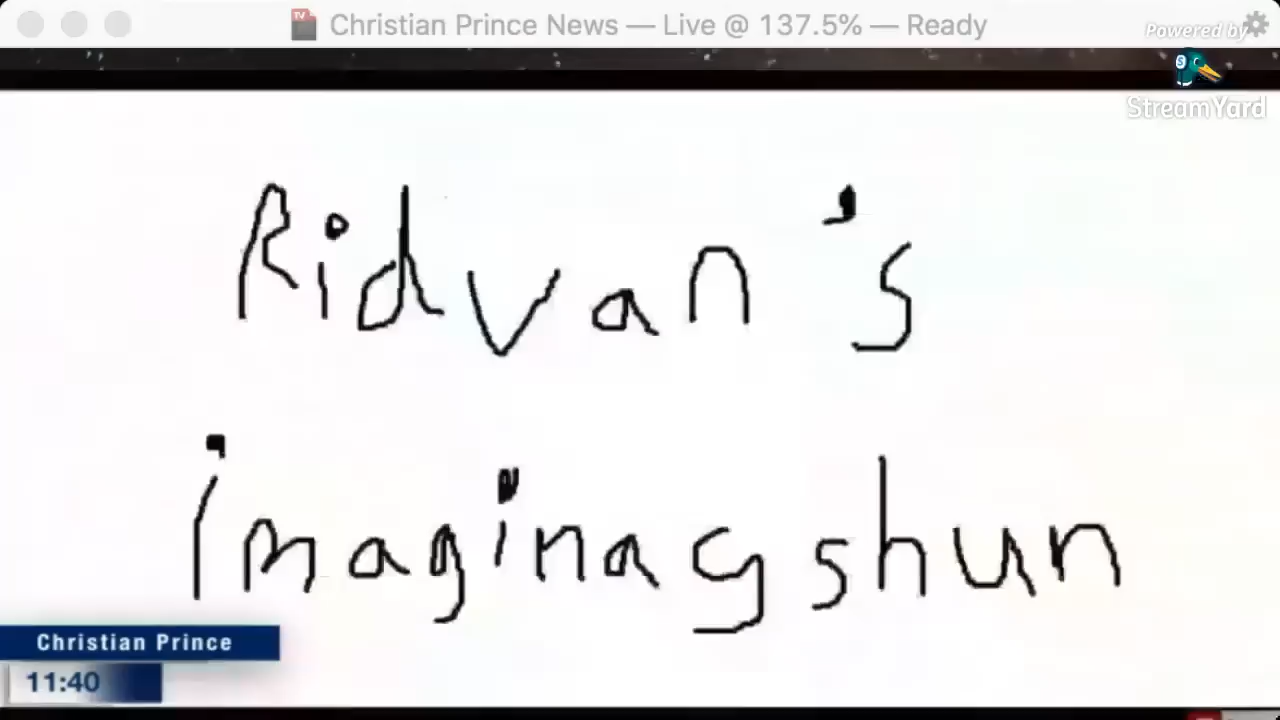 Christian Prince News — Live @ 137.5% — Ready
Powered by
StreamYard
Ridvan's
imaginagshun
Christian Prince
11:40